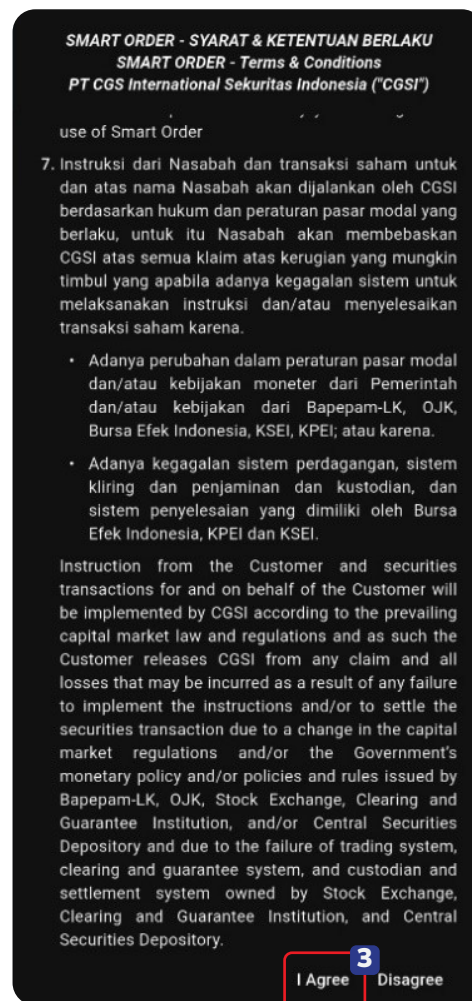 SMART ORDER - SYARAT & KETENTUAN BERLAKU
SMART ORDER - Terms & Conditions
PT CGS International Sekuritas Indonesia ("CGSI")
use of Smart Order
7. Instruksi dari Nasabah dan transaksi saham untuk
dan atas nama Nasabah akan dijalankan oleh CGSI
berdasarkan hukum dan peraturan pasar modal yang
berlaku, untuk itu Nasabah akan membebaskan
CGSI atas semua klaim atas kerugian yang mungkin
timbul yang apabila adanya kegagalan sistem untuk
melaksanakan instruksi dan/atau menyelesaikan
transaksi saham karena.
• Adanya perubahan dalam peraturan pasar modal
dan/atau kebijakan moneter dari Pemerintah
dan/atau kebijakan dari Bapepam-LK, OJK,
Bursa Efek Indonesia, KSEI, KPEI; atau karena.
• Adanya kegagalan sistem perdagangan, sistem
kliring dan penjaminan dan kustodian, dan
sistem penyelesaian yang dimiliki oleh Bursa
Efek Indonesia, KPEI dan KSEI.
Instruction from the Customer and securities
transactions for and on behalf of the Customer will
be implemented by CGSI according to the prevailing
capital market law and regulations and as such the
Customer releases CGSI from any claim and all
losses that may be incurred as a result of any failure
to implement the instructions and/or to settle the
securities transaction due to a change in the capital
market regulations and/or the Government's
monetary policy and/or policies and rules issued by
Bapepam-LK, OJK, Stock Exchange, Clearing and
Guarantee Institution, and/or Central Securities
Depository and due to the failure of trading system,
clearing and guarantee system, and custodian and
settlement system owned by Stock Exchange,
Clearing and Guarantee Institution, and Central
Securities Depository.
3
I Agree Disagree